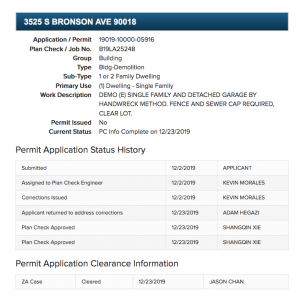 3525 S BRONSON AVE 90018
Application / Permit 19019-10000-05916
Plan Check / Job No. B19LA25248
Group Building
Type Bldg-Demolition
Sub-Type 1 or 2 Family Dwelling
Primary Use (1) Dwelling - Single Family
Work Description DEMO (E) SINGLE FAMILY AND DETACHED GARAGE BY
HANDWRECK METHOD. FENCE AND SEWER CAP REQUIRED,
CLEAR LOT.
Permit Issued No
Current Status PC Info Complete on 12/23/2019
Permit Application Status History
Submitted 12/2/2019 APPLICANT
Assigned to Plan Check Engineer 12/9/2019 KEVIN MORALES
Corrections Issued 12/9/2019 KEVIN MORALES
Applicant returned to address corrections 12/23/2019 ADAM HEGAZI
Plan Check Approved 12/23/2019 SHANGQIN XIE
Plan Check Approved 12/23/2019 SHANGQIN XIE
Permit Application Clearance Information
ZA Case Cleared 12/23/2019 JASON CHAN